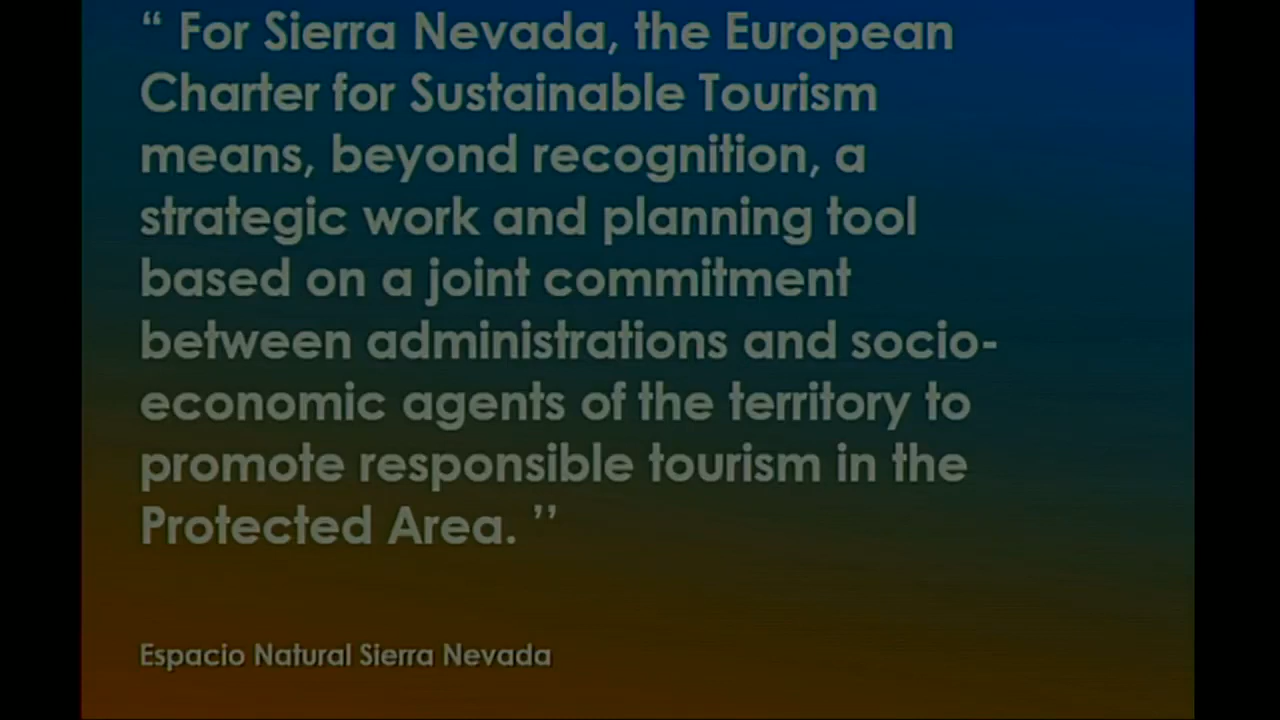 “ For Sierra Nevada, the European
Charter for Sustainable Tourism
means, beyond recognition, a
strategic work and planning tool
based on a joint commitment
between administrations and socio-
economic agents of the territory to
promote responsible tourism in the
Protected Area. ’’
Espacio Natural Sierra Nevada